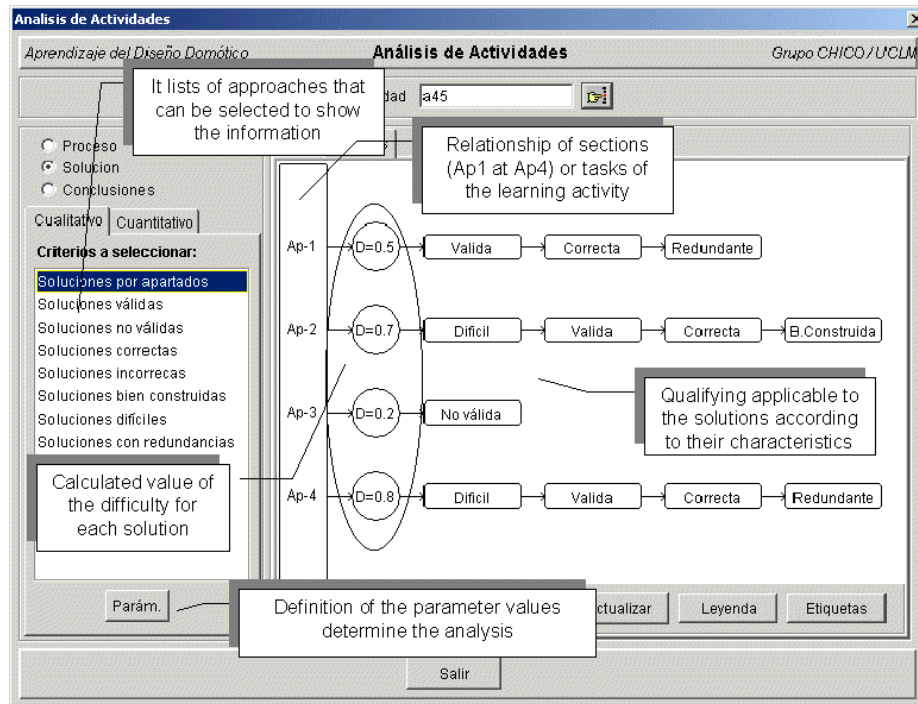 Analisis de Actividades
Aprendizaje del Diseño Domótico
Análisis de Actividades
Grupo CHICO / UCLM
It lists of approaches that
can be selected to show
the information
dad
a45
Proceso
Solucion
Conclusiones
Relationship of sections
(Ap1 at Ap4) or tasks of
the learning activity
Cualitativo
Cuantitativo
Criterios a seleccionar:
Soluciones por apartados
Soluciones válidas
Soluciones no válidas
Soluciones correctas
Soluciones incorrecas
Soluciones bien construidas
Soluciones difíciles
Soluciones con redundancias
Ap-1
D=0.5
Valida
Correcta
Redundante
Ap-2
D=0.7
Dificil
Valida
Correcta
B.Construida
Ap-3
D=0.2
No válida
Qualifying applicable to
the solutions according
to their characteristics
Calculated value of
the difficulty for
each solution
Ap-4
D=0.8
Dificil
Valida
Correcta
Redundante
Parám.
Definition of the parameter values
determine the analysis
ctualizar
Leyenda
Etiquetas
Salir